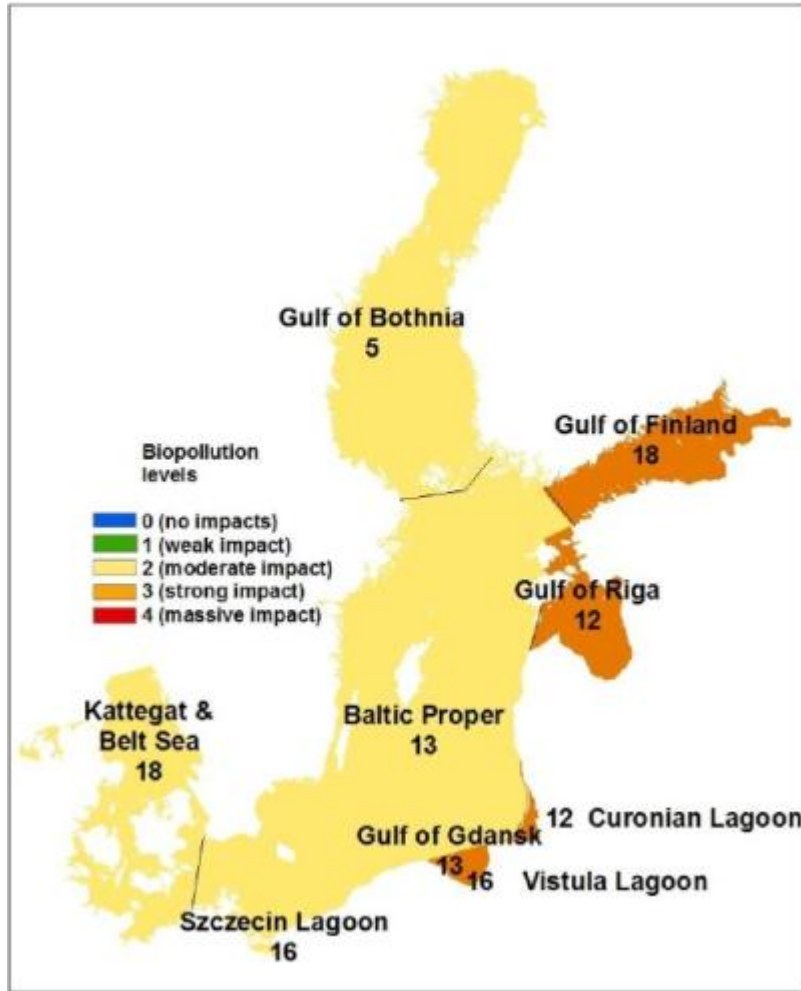 Gulf of Bothnia
5
Gulf of Finland
18
Biopollution
levels
0 (no impacts)
1 (weak impact)
2 (moderate impact)
3 (strong impact)
4 (massive impact)
Gulf of Riga
12
Kattegat &
Belt Sea
18
Baltic Proper
13
12 Curonian Lagoon
Gulf of Gdansk
13
16 Vistula Lagoon
Szczecin Lagoon
16